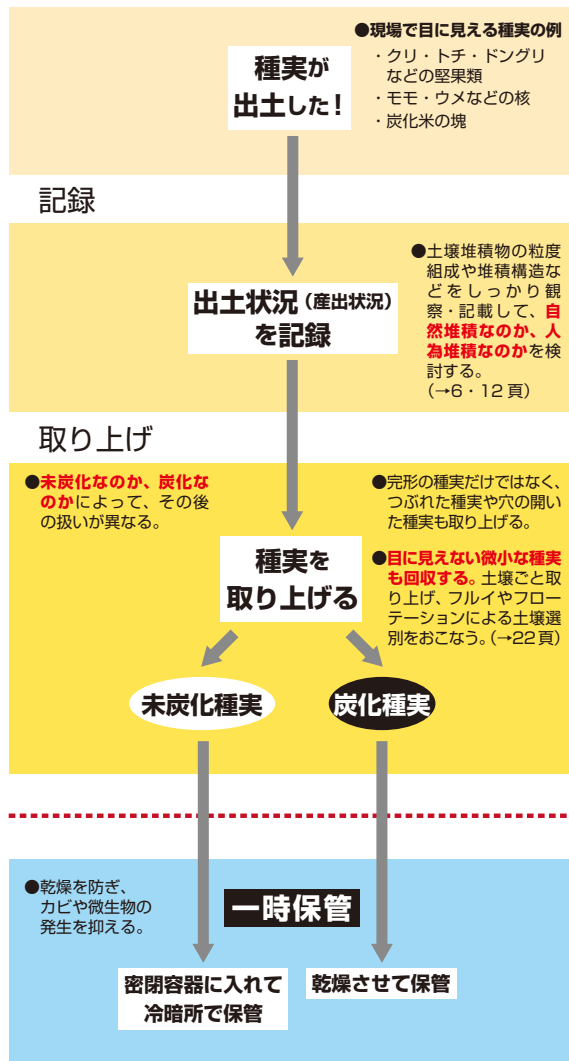 種実が
出土した！
●現場で目に見える種実の例
・クリ・トチ・ドングリ
などの堅果類
・モモ・ウメなどの核
・炭化米の塊
記録
出土状況（産出状況）
を記録
●土壌堆積物の粒度
組成や堆積構造な
どをしっかり観
察・記載して、自
然堆積なのか、人
為堆積なのかを検
討する。
（→6・12 頁）
取り上げ
●未炭化なのか、炭化な
のかによって、その後
の扱いが異なる。
●完形の種実だけではなく、
つぶれた種実や穴の開い
た種実も取り上げる。
●目に見えない微小な種実
も回収する。土壌ごと取
り上げ、フルイやフロー
テーションによる土壌選
別をおこなう。（→22頁）
種実を
取り上げる
未炭化種実
炭化種実
●乾燥を防ぎ、
カビや微生物の
発生を抑える。
一時保管
密閉容器に入れて
冷暗所で保管
乾燥させて保管